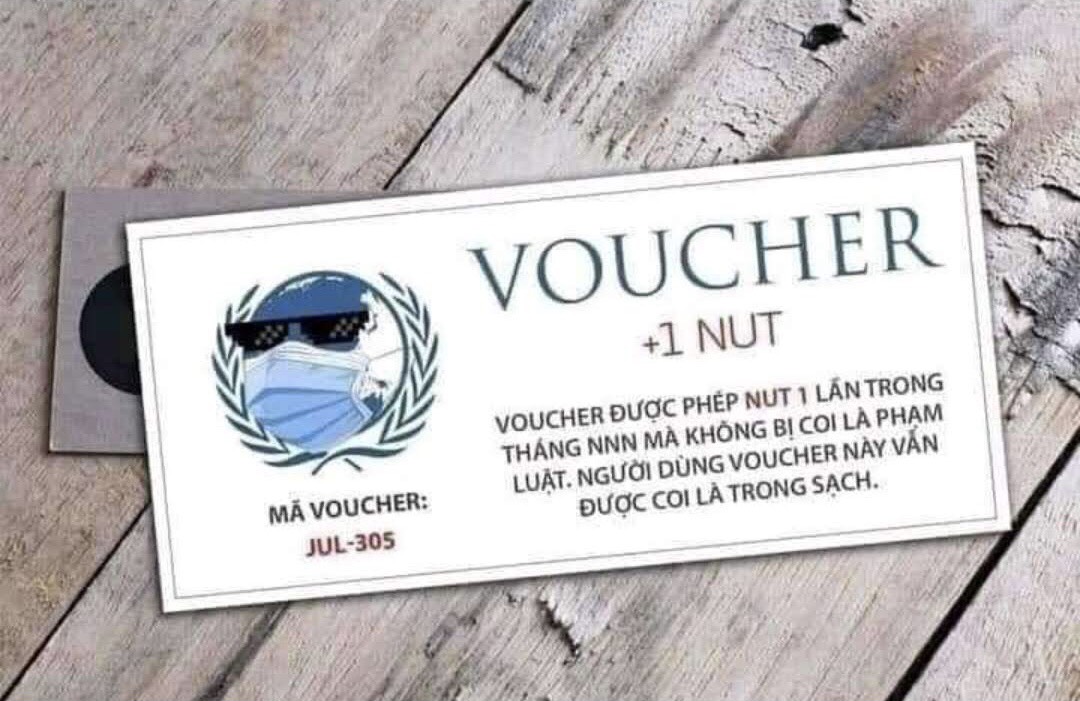 VOUCHER
+1 NUT
VOUCHER ĐƯỢC PHÉP NUT 1 LẦN TRONG
THÁNG NNN MÀ KHÔNG BỊ COI LÀ PHẠM
LUẬT. NGƯỜI DÙNG VOUCHER NÀY VẪN
ĐƯỢC COI LÀ TRONG SẠCH.
MÃ VOUCHER:
JUL-305